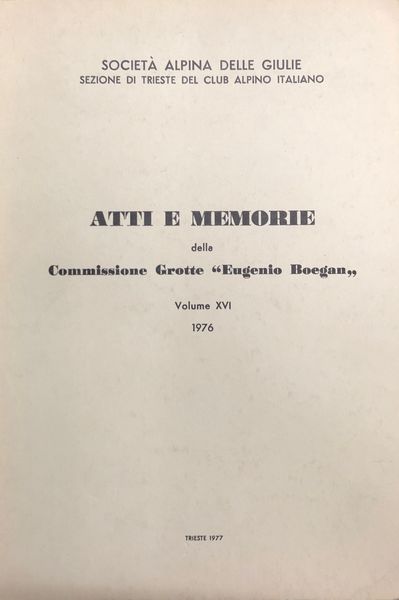 SOCIETÀ ALPINA DELLE GIULIE
SEZIONE DI TRIESTE DEL CLUB ALPINO ITALIANO
ATTI E MEMORIE
della
Commissione Grotte “Eugenio Boegan„
Volume XVI
1976
TRIESTE 1977